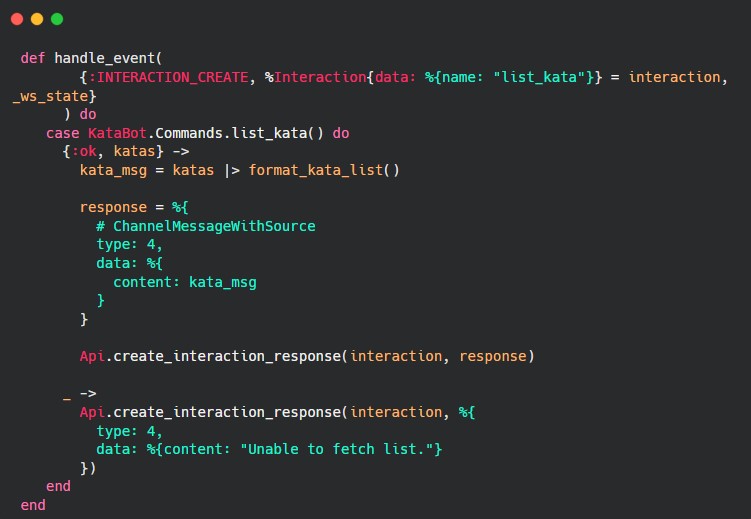 def handle_event(
{:INTERACTION_CREATE, %Interaction{data: %{name: "list_kata"}} = interaction,
_ws_state}
) do
case KataBot.Commands.list_kata() do
{:ok, katas} ->
kata_msg = katas |> format_kata_list()
response = %{
# ChannelMessageWithSource
type: 4,
data: %{
content: kata_msg
}
}
Api.create_interaction_response(interaction, response)
_ ->
Api.create_interaction_response(interaction, %{
type: 4,
data: %{content: "Unable to fetch list."}
})
end
end